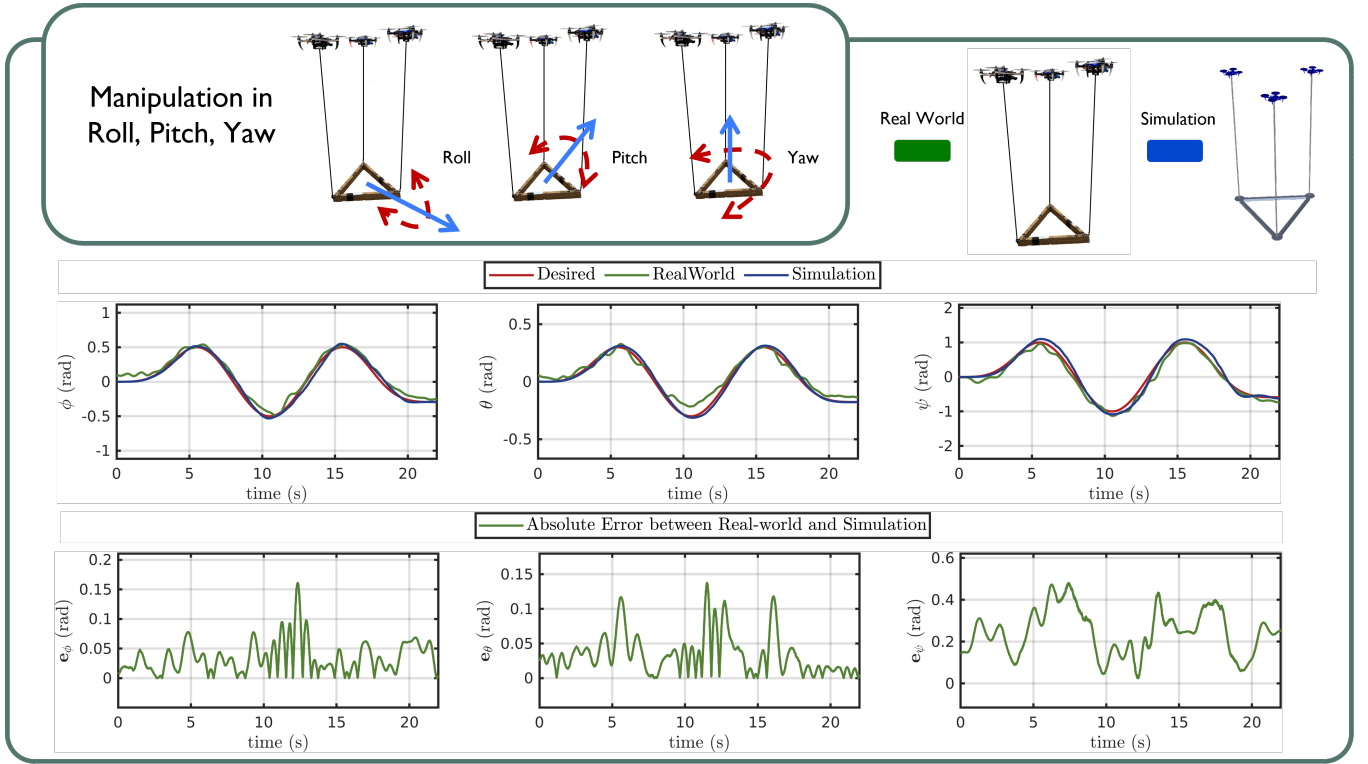 Manipulation in
Roll, Pitch, Yaw
Roll
Pitch
Yaw
Real World
Simulation
Desired RealWorld Simulation
ϕ (rad)
1
0.5
0
-0.5
-1
0 5 10 15 20
time (s)
θ (rad)
0.5
0
-0.5
0 5 10 15 20
time (s)
ψ (rad)
2
1
0
-1
-2
0 5 10 15 20
time (s)
Absolute Error between Real-world and Simulation
e_ϕ (rad)
0.2
0.15
0.1
0.05
0
0 5 10 15 20
time (s)
e_θ (rad)
0.15
0.1
0.05
0
0 5 10 15 20
time (s)
e_ψ (rad)
0.6
0.4
0.2
0
0 5 10 15 20
time (s)